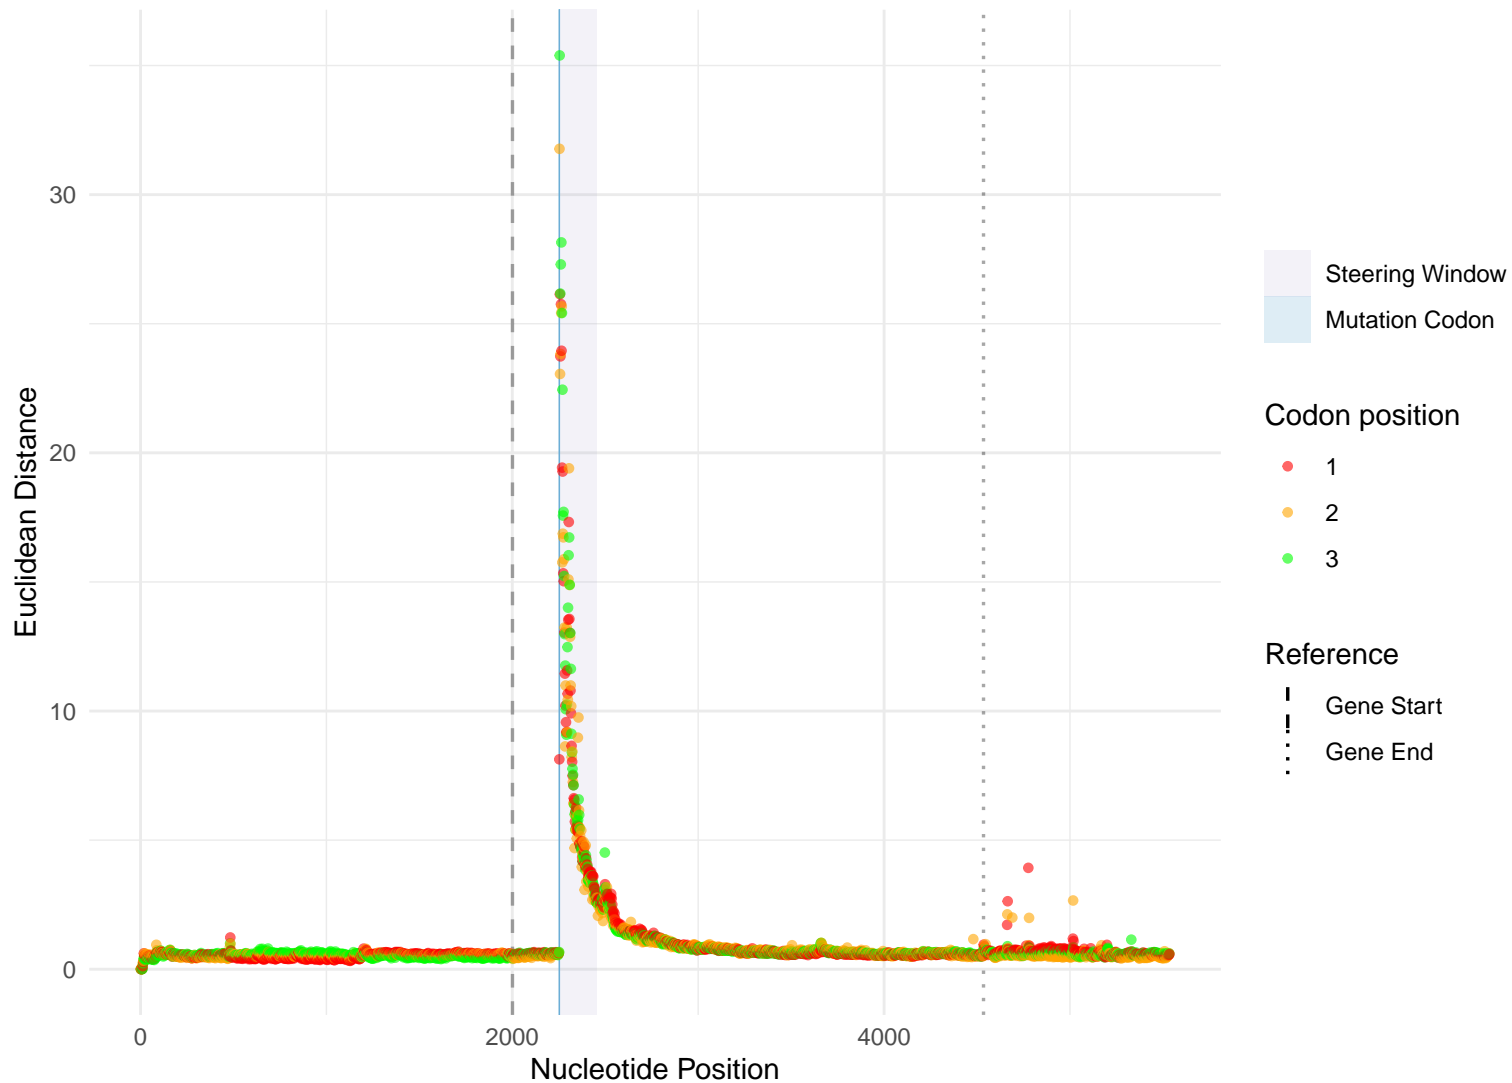 30
20
10
0
0
2000
4000
Nucleotide Position
Euclidean Distance
Steering Window
Mutation Codon
Codon position
1
2
3
Reference
Gene Start
Gene End